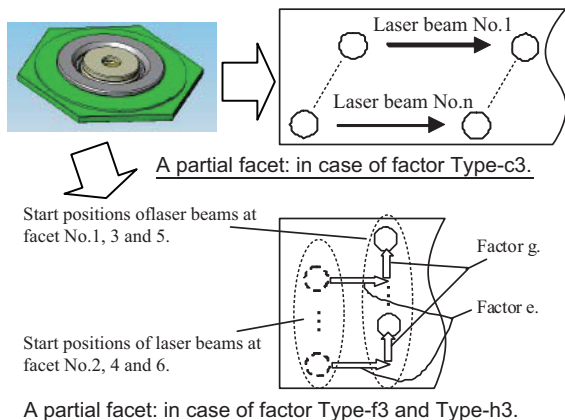 Laser beam No.1
Laser beam No.n
A partial facet: in case of factor Type-c3.
Start positions oflaser beams at
facet No.1, 3 and 5.
Factor g.
Factor e.
Start positions of laser beams at
facet No.2, 4 and 6.
A partial facet: in case of factor Type-f3 and Type-h3.